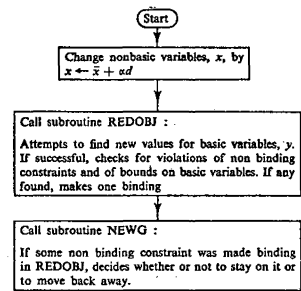 Start
Change nonbasic variables, x, by
x ← x̄ + αd
Call subroutine REDOBJ :
Attempts to find new values for basic variables, y.
If successful, checks for violations of non binding
constraints and of bounds on basic variables. If any
found, makes one binding
Call subroutine NEWG :
If some non binding constraint was made binding
in REDOBJ, decides whether or not to stay on it or
to move back away.